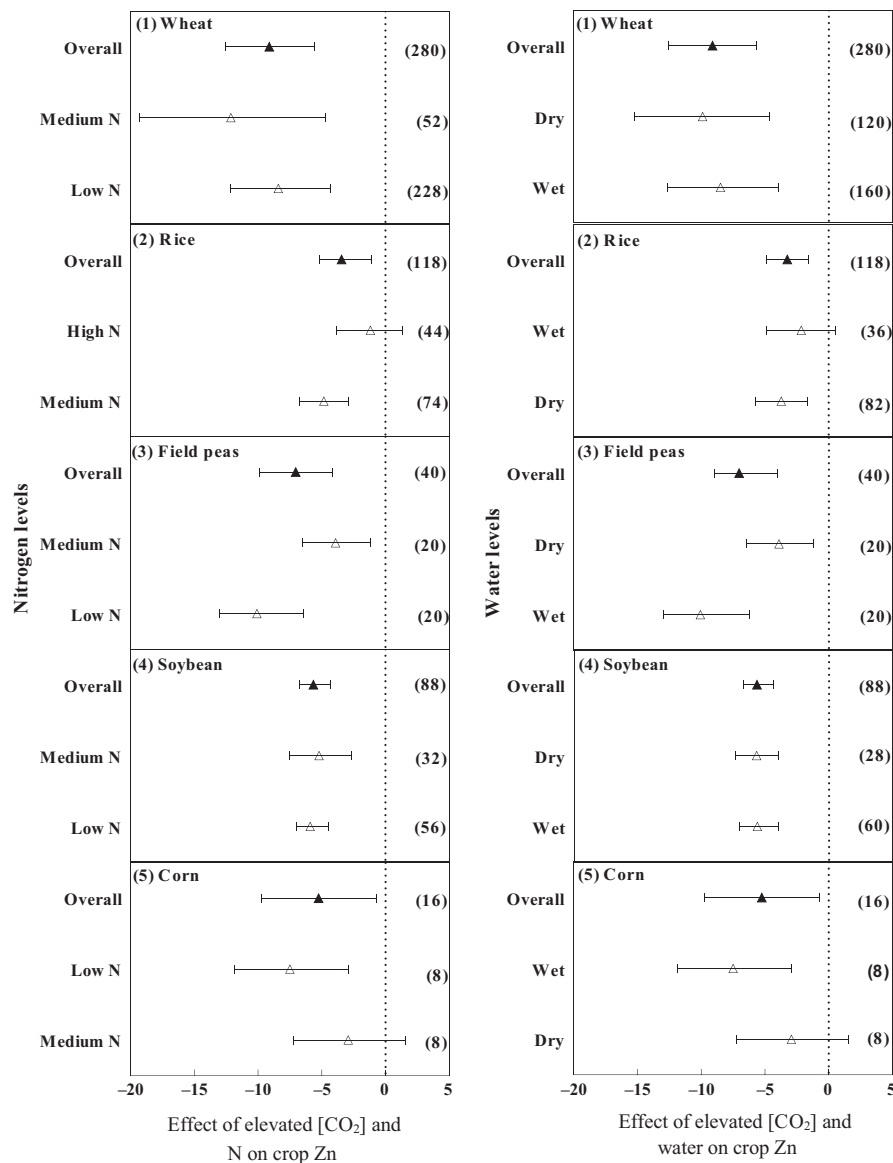 (1) Wheat
Overall (280)
Medium N (52)
Low N (228)
(2) Rice
Overall (118)
High N (44)
Medium N (74)
(3) Field peas
Overall (40)
Medium N (20)
Low N (20)
(4) Soybean
Overall (88)
Medium N (32)
Low N (56)
(5) Corn
Overall (16)
Low N (8)
Medium N (8)
Nitrogen levels
−20 −15 −10 −5 0 5
Effect of elevated [CO₂] and
N on crop Zn
(1) Wheat
Overall (280)
Dry (120)
Wet (160)
(2) Rice
Overall (118)
Wet (36)
Dry (82)
(3) Field peas
Overall (40)
Dry (20)
Wet (20)
(4) Soybean
Overall (88)
Dry (28)
Wet (60)
(5) Corn
Overall (16)
Wet (8)
Dry (8)
Water levels
−20 −15 −10 −5 0 5
Effect of elevated [CO₂] and
water on crop Zn